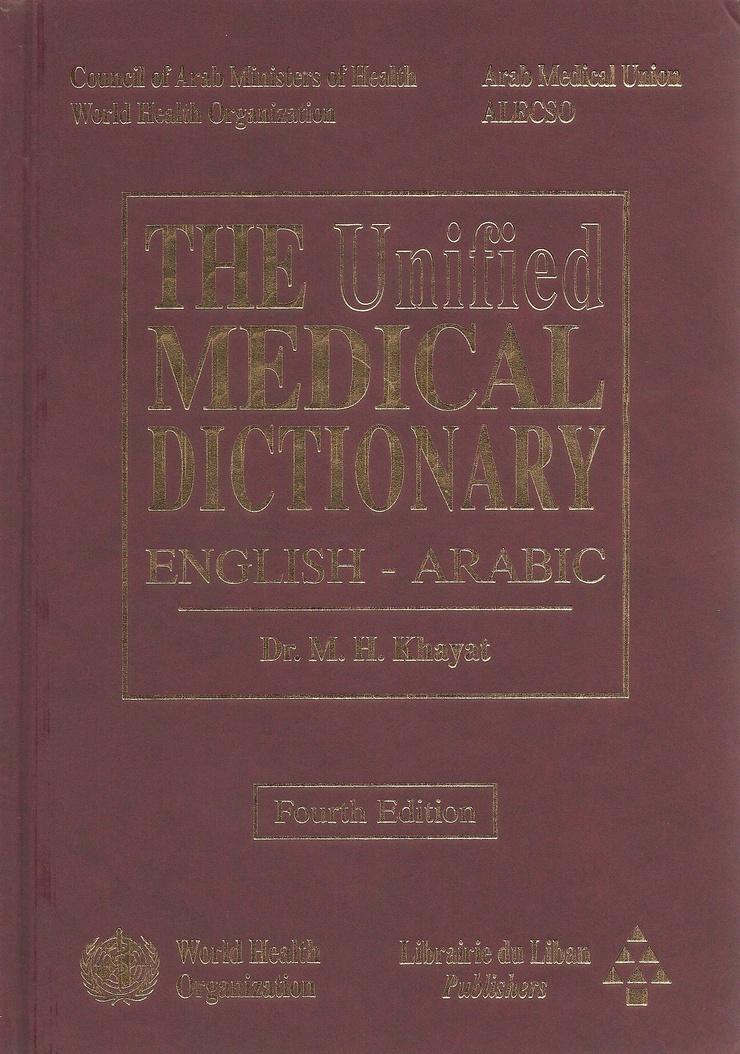 Council of Arab Ministers of Health
World Health Organization
Arab Medical Union
ALECSO
THE Unified
MEDICAL
DICTIONARY
ENGLISH - ARABIC
Dr. M. H. Khayat
Fourth Edition
World Health
Organization
Librairie du Liban
Publishers